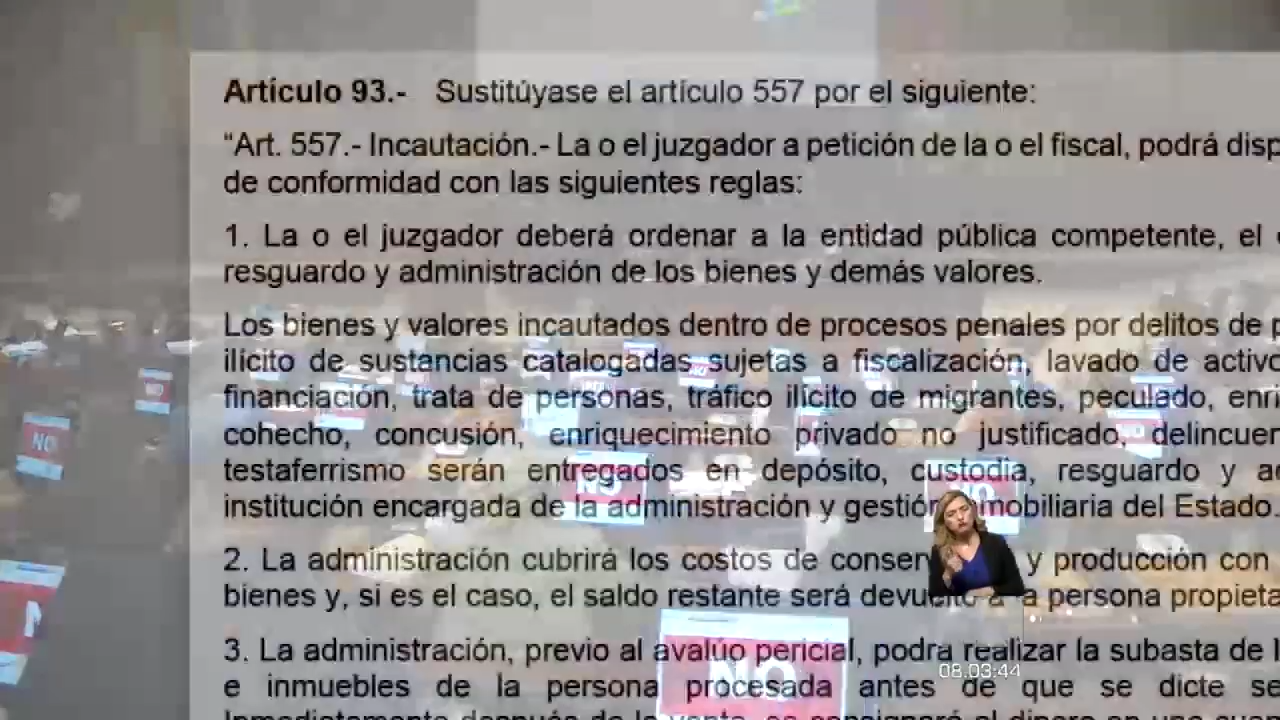 Artículo 93.- Sustitúyase el artículo 557 por el siguiente:
“Art. 557.- Incautación.- La o el juzgador a petición de la o el fiscal, podrá disp
de conformidad con las siguientes reglas:
1. La o el juzgador deberá ordenar a la entidad pública competente, el
resguardo y administración de los bienes y demás valores.
Los bienes y valores incautados dentro de procesos penales por delitos de p
ilícito de sustancias catalogadas sujetas a fiscalización, lavado de activo
financiación, trata de personas, tráfico ilícito de migrantes, peculado, enri
cohecho, concusión, enriquecimiento privado no justificado, delincuen
testaferrismo serán entregados en depósito, custodia, resguardo y a
institución encargada de la administración y gestión mobiliaria del Estado.
2. La administración cubrirá los costos de conser y producción con
bienes y, si es el caso, el saldo restante será devuelto a a persona propieta
3. La administración, previo al avalúo pericial, podrá realizar la subasta de l
e inmuebles de la persona procesada antes de que se dicte se
NO
NO
NO
NO
NO
NO
NO
08:03:44